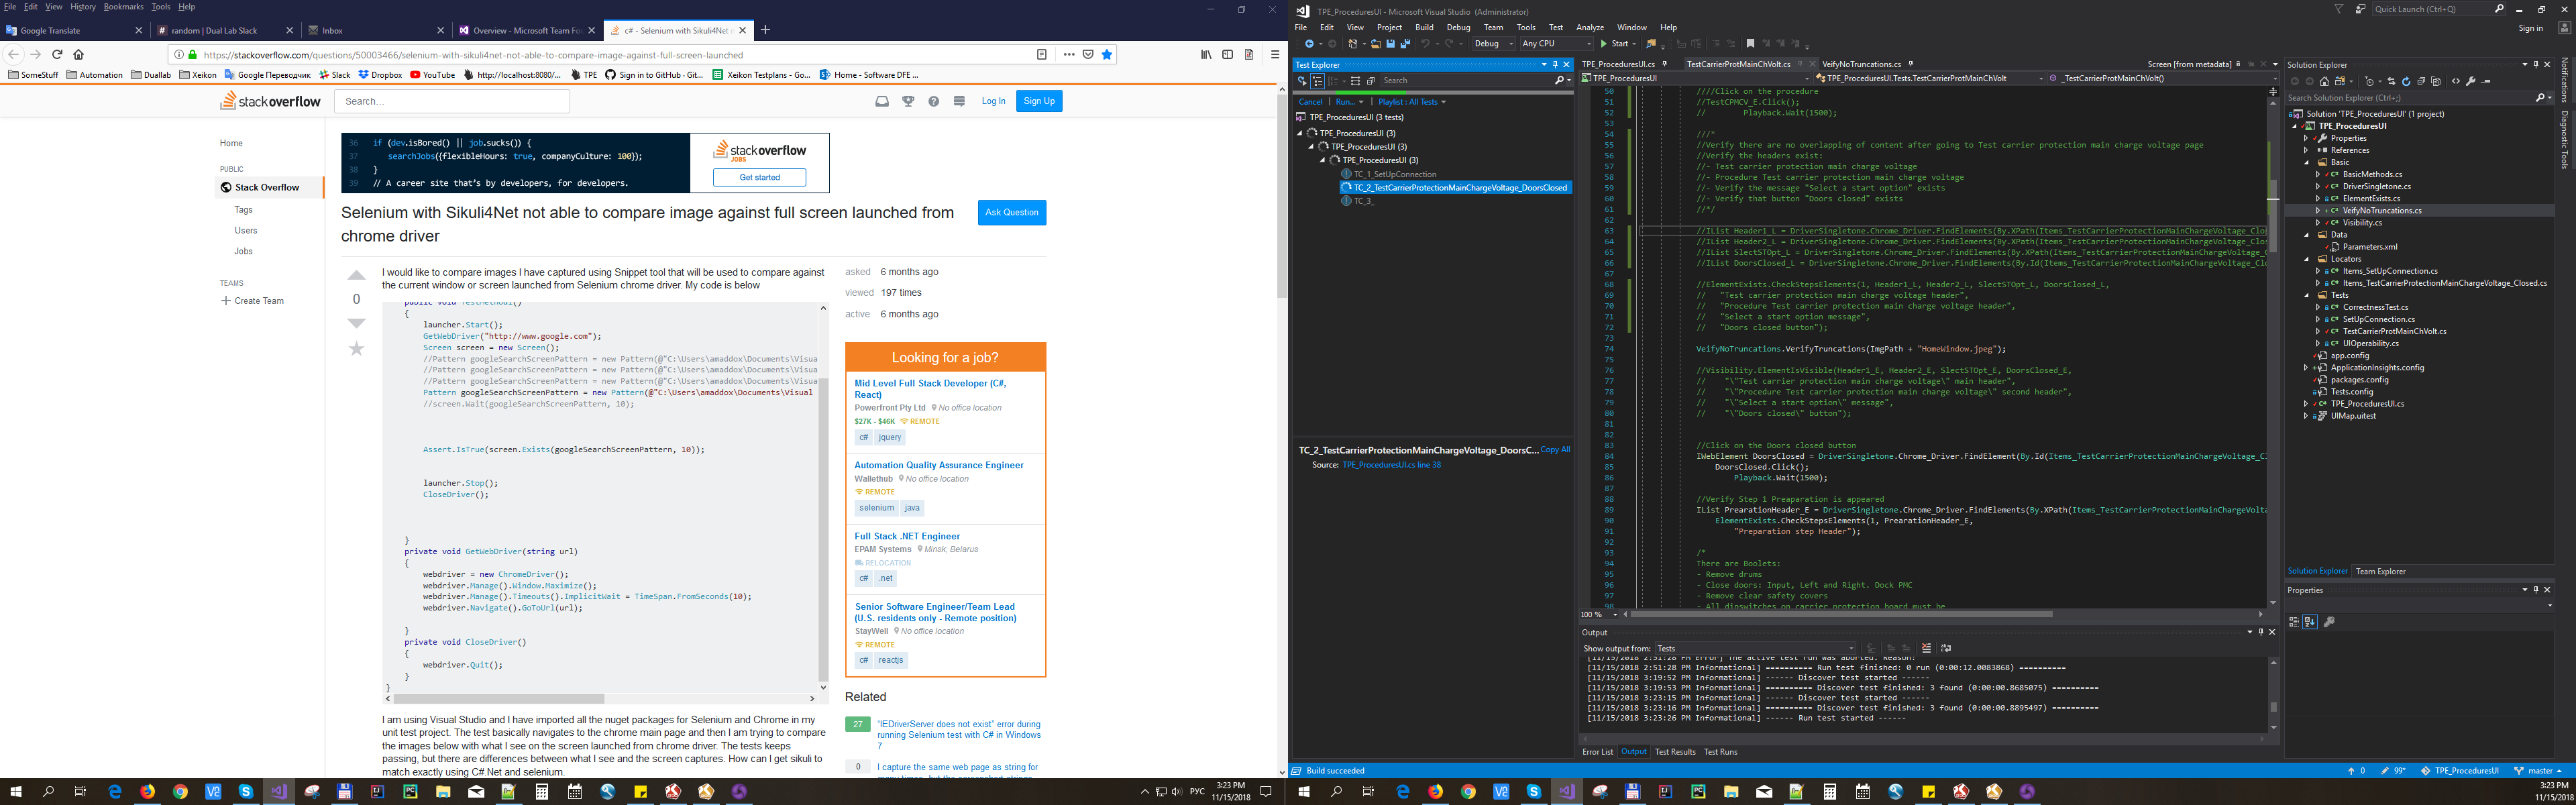 File Edit View History Bookmarks Tools Help
Google Translate
random | Dual Lab Slack
Inbox
Overview - Microsoft Team Fou
c# - Selenium with Sikuli4Net
https://stackoverflow.com/questions/50003466/selenium-with-sikuli4net-not-able-to-compare-image-against-full-screen-launched
SomeStuff Automation Duallab Xeikon Google Переводчик Slack Dropbox YouTube http://localhost:8080/... TPE Sign in to GitHub · Git... Xeikon Testplans - Go... Home - Software DFE ...
stackoverflow
Search...
Log In
Sign Up
Home
PUBLIC
Stack Overflow
Tags
Users
Jobs
TEAMS
Create Team
36 if (dev.isBored() || job.sucks()) {
37 searchJobs({flexibleHours: true, companyCulture: 100});
38 }
39 // A career site that's by developers, for developers.
stackoverflow
JOBS
Get started
Selenium with Sikuli4Net not able to compare image against full screen launched from
chrome driver
Ask Question
0
I would like to compare images I have captured using Snippet tool that will be used to compare against
the current window or screen launched from Selenium chrome driver. My code is below
public void TestMethod1()
{
launcher.Start();
GetWebDriver("http://www.google.com");
Screen screen = new Screen();
//Pattern googleSearchScreenPattern = new Pattern(@"C:\Users\amaddox\Documents\Visua
//Pattern googleSearchScreenPattern = new Pattern(@"C:\Users\amaddox\Documents\Visua
//Pattern googleSearchScreenPattern = new Pattern(@"C:\Users\amaddox\Documents\Visua
Pattern googleSearchScreenPattern = new Pattern(@"C:\Users\amaddox\Documents\Visual
//screen.Wait(googleSearchScreenPattern, 10);
Assert.IsTrue(screen.Exists(googleSearchScreenPattern, 10));
launcher.Stop();
CloseDriver();
}
private void GetWebDriver(string url)
{
webdriver = new ChromeDriver();
webdriver.Manage().Window.Maximize();
webdriver.Manage().Timeouts().ImplicitWait = TimeSpan.FromSeconds(10);
webdriver.Navigate().GoToUrl(url);
}
private void CloseDriver()
{
webdriver.Quit();
}
}
I am using Visual Studio and I have imported all the nuget packages for Selenium and Chrome in my
unit test project. The test basically navigates to the chrome main page and then I am trying to compare
the images below with what I see on the screen launched from chrome driver. The tests keeps
passing, but there are differences between what I see and the screen captures. How can I get sikuli to
match exactly using C#.Net and selenium.
asked 6 months ago
viewed 197 times
active 6 months ago
Looking for a job?
Mid Level Full Stack Developer (C#,
React)
Powerfront Pty Ltd No office location
$27K - $46K REMOTE
c# jquery
Automation Quality Assurance Engineer
Wallethub No office location
REMOTE
selenium java
Full Stack .NET Engineer
EPAM Systems Minsk, Belarus
RELOCATION
c# .net
Senior Software Engineer/Team Lead
(U.S. residents only - Remote position)
StayWell No office location
REMOTE
c# reactjs
Related
27 "IEDriverServer does not exist" error during
running Selenium test with C# in Windows
7
0 I capture the same web page as string for
3:23 PM
РУС
11/15/2018
TPE_ProceduresUI - Microsoft Visual Studio (Administrator)
Quick Launch (Ctrl+Q)
File Edit View Project Build Debug Team Tools Test Analyze Window Help
Sign in
Debug Any CPU Start
Test Explorer
Search
Cancel | Run... | Playlist : All Tests
TPE_ProceduresUI (3 tests)
TPE_ProceduresUI (3)
TPE_ProceduresUI (3)
TPE_ProceduresUI (3)
TC_1_SetUpConnection
TC_2_TestCarrierProtectionMainChargeVoltage_DoorsClosed
TC_3_
TC_2_TestCarrierProtectionMainChargeVoltage_DoorsC... Copy All
Source: TPE_ProceduresUI.cs line 38
TPE_ProceduresUI.cs TestCarrierProtMainChVolt.cs VeifyNoTruncations.cs Screen [from metadata]
TPE_ProceduresUI TPE_ProceduresUI.Tests.TestCarrierProtMainChVolt _TestCarrierProtMainChVolt()
50 ////Click on the procedure
51 //TestCPMCV_E.Click();
52 // Playback.Wait(1500);
53
54 ///*
55 //Verify there are no overlapping of content after going to Test carrier protection main charge voltage page
56 //Verify the headers exist:
57 //- Test carrier protection main charge voltage
58 //- Procedure Test carrier protection main charge voltage
59 //- Verify the message "Select a start option" exists
60 //- Verify that button "Doors closed" exists
61 //*/
62
63 //IList Header1_L = DriverSingletone.Chrome_Driver.FindElements(By.XPath(Items_TestCarrierProtectionMainChargeVoltage_Clos
64 //IList Header2_L = DriverSingletone.Chrome_Driver.FindElements(By.XPath(Items_TestCarrierProtectionMainChargeVoltage_Clos
65 //IList SlectSTOpt_L = DriverSingletone.Chrome_Driver.FindElements(By.XPath(Items_TestCarrierProtectionMainChargeVoltage_
66 //IList DoorsClosed_L = DriverSingletone.Chrome_Driver.FindElements(By.Id(Items_TestCarrierProtectionMainChargeVoltage_Cl
67
68 //ElementExists.CheckStepsElements(1, Header1_L, Header2_L, SlectSTOpt_L, DoorsClosed_L,
69 // "Test carrier protection main charge voltage header",
70 // "Procedure Test carrier protection main charge voltage header",
71 // "Select a start option message",
72 // "Doors closed button");
73
74 VeifyNoTruncations.VerifyTruncations(ImgPath + "HomeWindow.jpeg");
75
76 //Visibility.ElementIsVisible(Header1_E, Header2_E, SlectSTOpt_E, DoorsClosed_E,
77 // "\"Test carrier protection main charge voltage\" main header",
78 // "\"Procedure Test carrier protection main charge voltage\" second header",
79 // "\"Select a start option\" message",
80 // "\"Doors closed\" button");
81
82
83 //Click on the Doors closed button
84 IWebElement DoorsClosed = DriverSingletone.Chrome_Driver.FindElement(By.Id(Items_TestCarrierProtectionMainChargeVoltage_Cl
85 DoorsClosed.Click();
86 Playback.Wait(1500);
87
88 //Verify Step 1 Preaparation is appeared
89 IList PrearationHeader_E = DriverSingletone.Chrome_Driver.FindElements(By.XPath(Items_TestCarrierProtectionMainChargeVolta
90 ElementExists.CheckStepsElements(1, PrearationHeader_E,
91 "Preparation step Header");
92
93 /*
94 There are Boolets:
95 - Remove drums
96 - Close doors: Input, Left and Right. Dock PMC
97 - Remove clear safety covers
98 - All dipswitches on carrier protection board must be
100 %
Output
Show output from: Tests
[11/15/2018 2:51:28 PM Error] The active test run was aborted. Reason:
[11/15/2018 2:51:28 PM Informational] ========== Run test finished: 0 run (0:00:12.0083868) ==========
[11/15/2018 3:19:52 PM Informational] ------ Discover test started ------
[11/15/2018 3:19:53 PM Informational] ========== Discover test finished: 3 found (0:00:00.8685075) ==========
[11/15/2018 3:23:15 PM Informational] ------ Discover test started ------
[11/15/2018 3:23:16 PM Informational] ========== Discover test finished: 3 found (0:00:00.8895497) ==========
[11/15/2018 3:23:26 PM Informational] ------ Run test started ------
Error List Output Test Results Test Runs
Solution Explorer
Search Solution Explorer (Ctrl+;)
Solution 'TPE_ProceduresUI' (1 project)
TPE_ProceduresUI
Properties
References
Basic
BasicMethods.cs
DriverSingletone.cs
ElementExists.cs
VeifyNoTruncations.cs
Visibility.cs
Data
Parameters.xml
Locators
Items_SetUpConnection.cs
Items_TestCarrierProtectionMainChargeVoltage_Closed.cs
Tests
CorrectnessTest.cs
SetUpConnection.cs
TestCarrierProtMainChVolt.cs
UIOperability.cs
app.config
ApplicationInsights.config
packages.config
Tests.config
TPE_ProceduresUI.cs
UIMap.uitest
Solution Explorer Team Explorer
Properties
Notifications
Diagnostic Tools
Build succeeded
0 99* TPE_ProceduresUI master
3:23 PM
11/15/2018